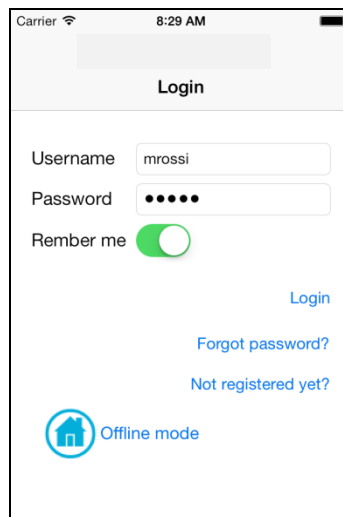 Carrier 8:29 AM
Login
Username mrossi
Password •••••
Rember me
Login
Forgot password?
Not registered yet?
Offline mode